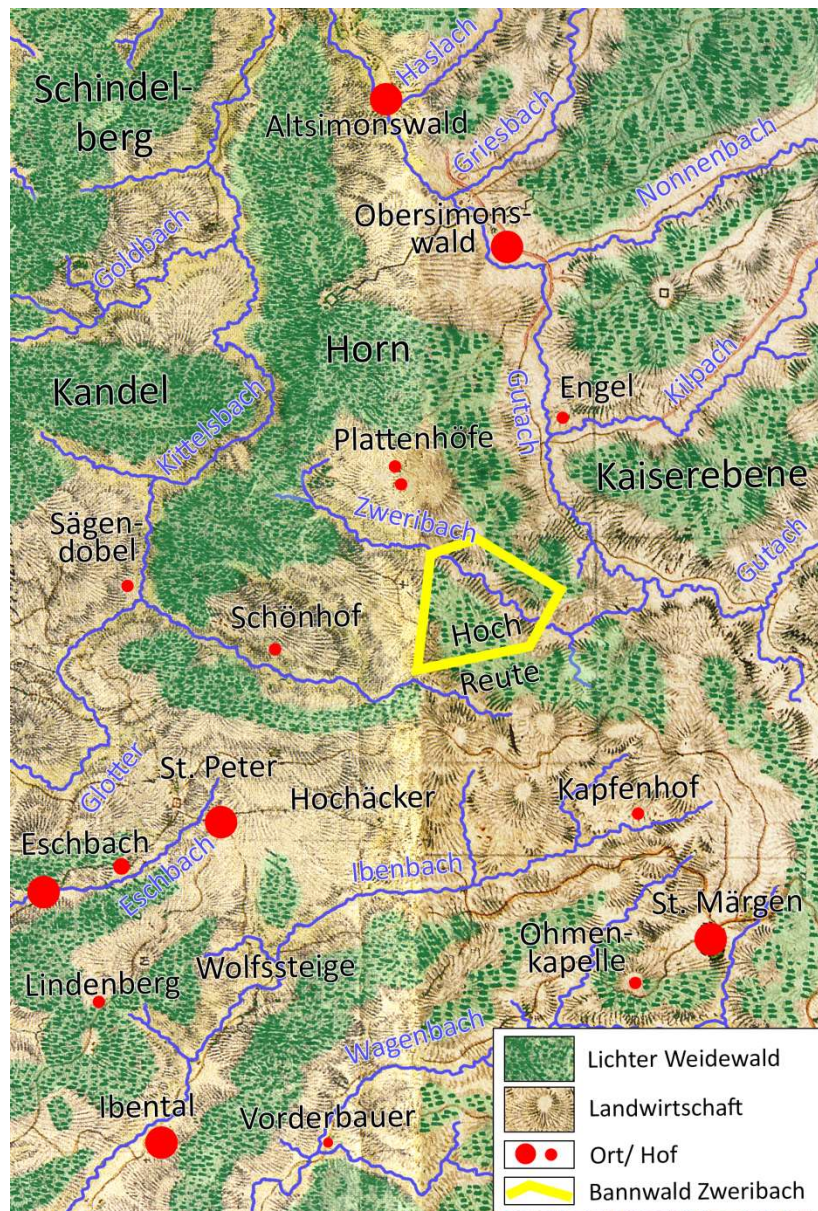 Schindel-
berg
Haslach
Altsimonswald
Griesbach
Nonnenbach
Obersimons-
wald
Goldbach
Horn
Kandel
Gutach
Engel
Kilpach
Kittelsbach
Plattenhöfe
Kaiserebene
Zweribach
Sägen-
dobel
Gutach
Schönhof
Hoch
Reute
Glotter
St. Peter
Hochäcker
Kapfenhof
Eschbach
Eschbach
Ibenbach
St. Märgen
Ohmen-
kapelle
Wolfssteige
Lindenberg
Wagenbach
Ibental
Vorderbauer
Lichter Weidewald
Landwirtschaft
Ort/ Hof
Bannwald Zweribach